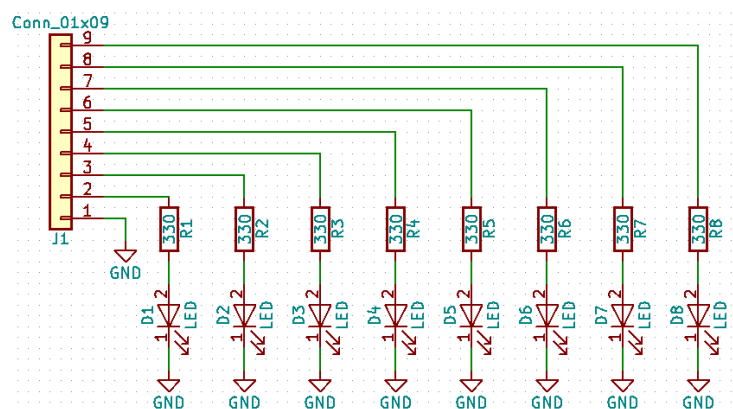 Conn_01x09
9
8
7
6
5
4
3
2
1
J1
GND
330 R1 330 R2 330 R3 330 R4 330 R5 330 R6 330 R7 330 R8
2 2 2 2 2 2 2 2
D1 LED D2 LED D3 LED D4 LED D5 LED D6 LED D7 LED D8 LED
1 1 1 1 1 1 1 1
GND GND GND GND GND GND GND GND